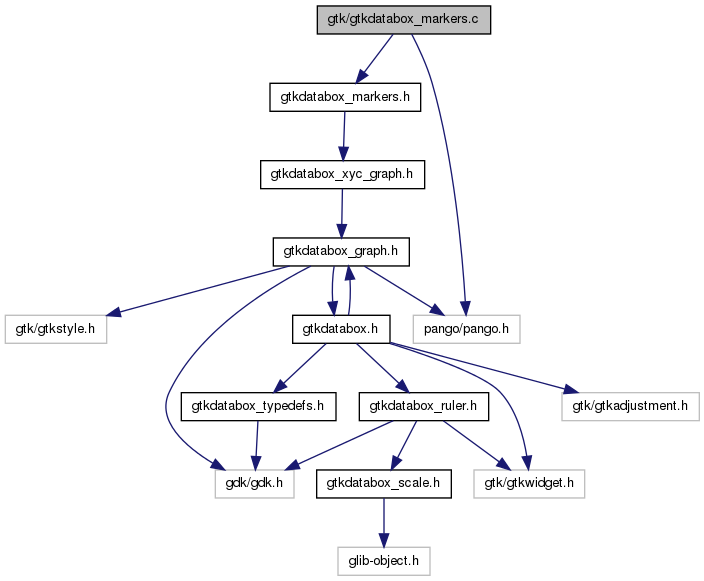 gtk/gtkdatabox_markers.c
gtkdatabox_markers.h
gtkdatabox_xyc_graph.h
gtkdatabox_graph.h
gtk/gtkstyle.h
gtkdatabox.h
pango/pango.h
gtkdatabox_typedefs.h
gtkdatabox_ruler.h
gtk/gtkadjustment.h
gdk/gdk.h
gtkdatabox_scale.h
gtk/gtkwidget.h
glib-object.h